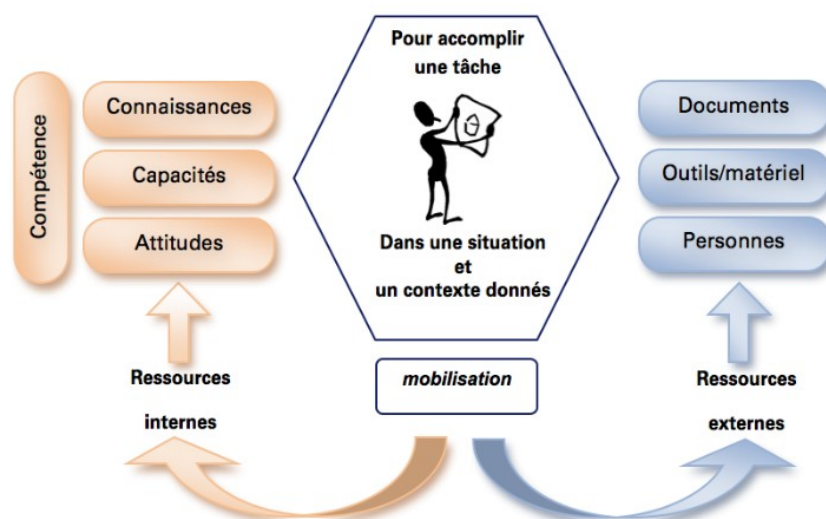 Compétence
Connaissances
Capacités
Attitudes
Ressources
internes
Pour accomplir
une tâche
Dans une situation
et
un contexte donnés
mobilisation
Documents
Outils/matériel
Personnes
Ressources
externes